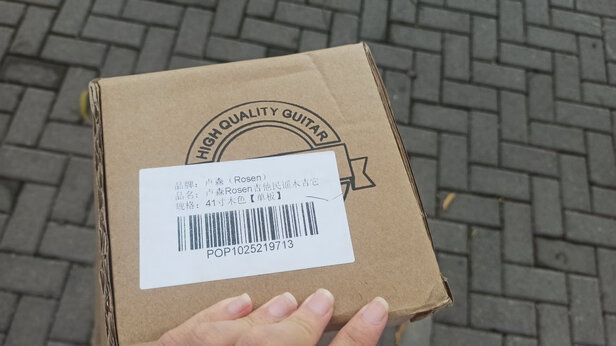 HIGH QUALITY GUITAR
品牌：卢森（Rosen）
品名：卢森Rosen吉他民谣木吉它
规格：41寸木色【单板】
POP1025219713